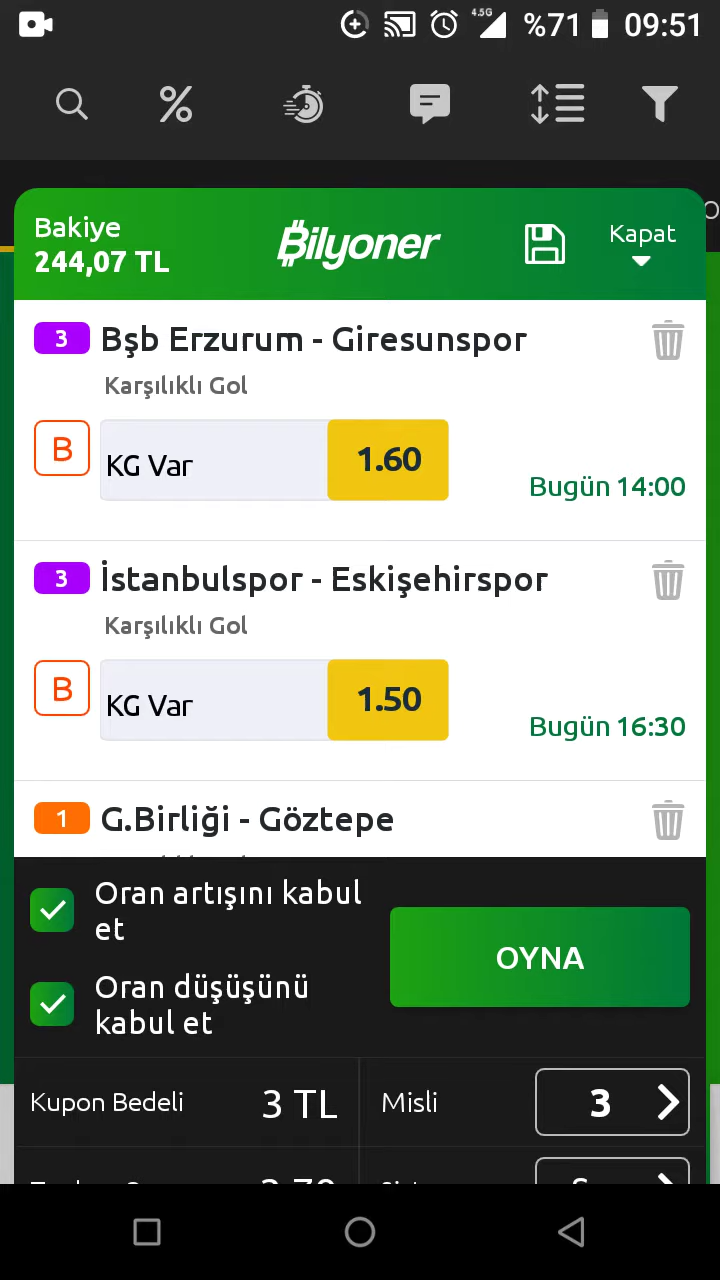 4.5G %71 09:51
Bakiye
244,07 TL
Bilyoner
Kapat
3 Bşb Erzurum - Giresunspor
Karşılıklı Gol
B KG Var 1.60
Bugün 14:00
3 İstanbulspor - Eskişehirspor
Karşılıklı Gol
B KG Var 1.50
Bugün 16:30
1 G.Birliği - Göztepe
Oran artışını kabul
et
OYNA
Oran düşüşünü
kabul et
Kupon Bedeli 3 TL Misli 3